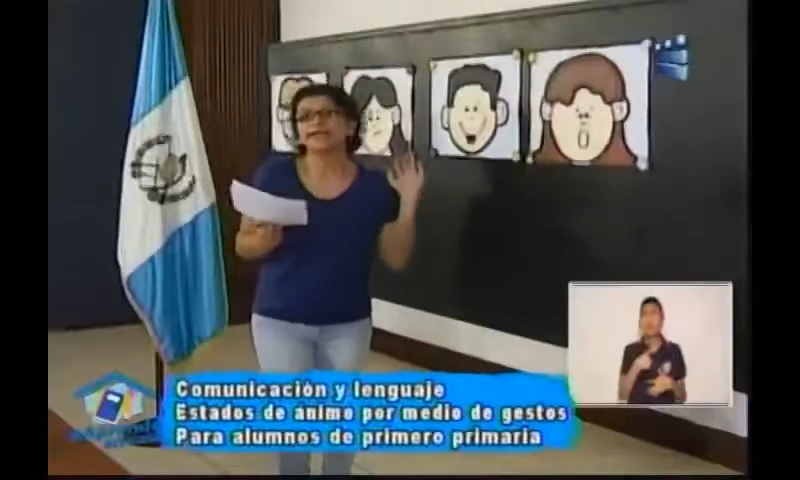 Comunicación y lenguaje
Estados de ánimo por medio de gestos
Para alumnos de primero primaria